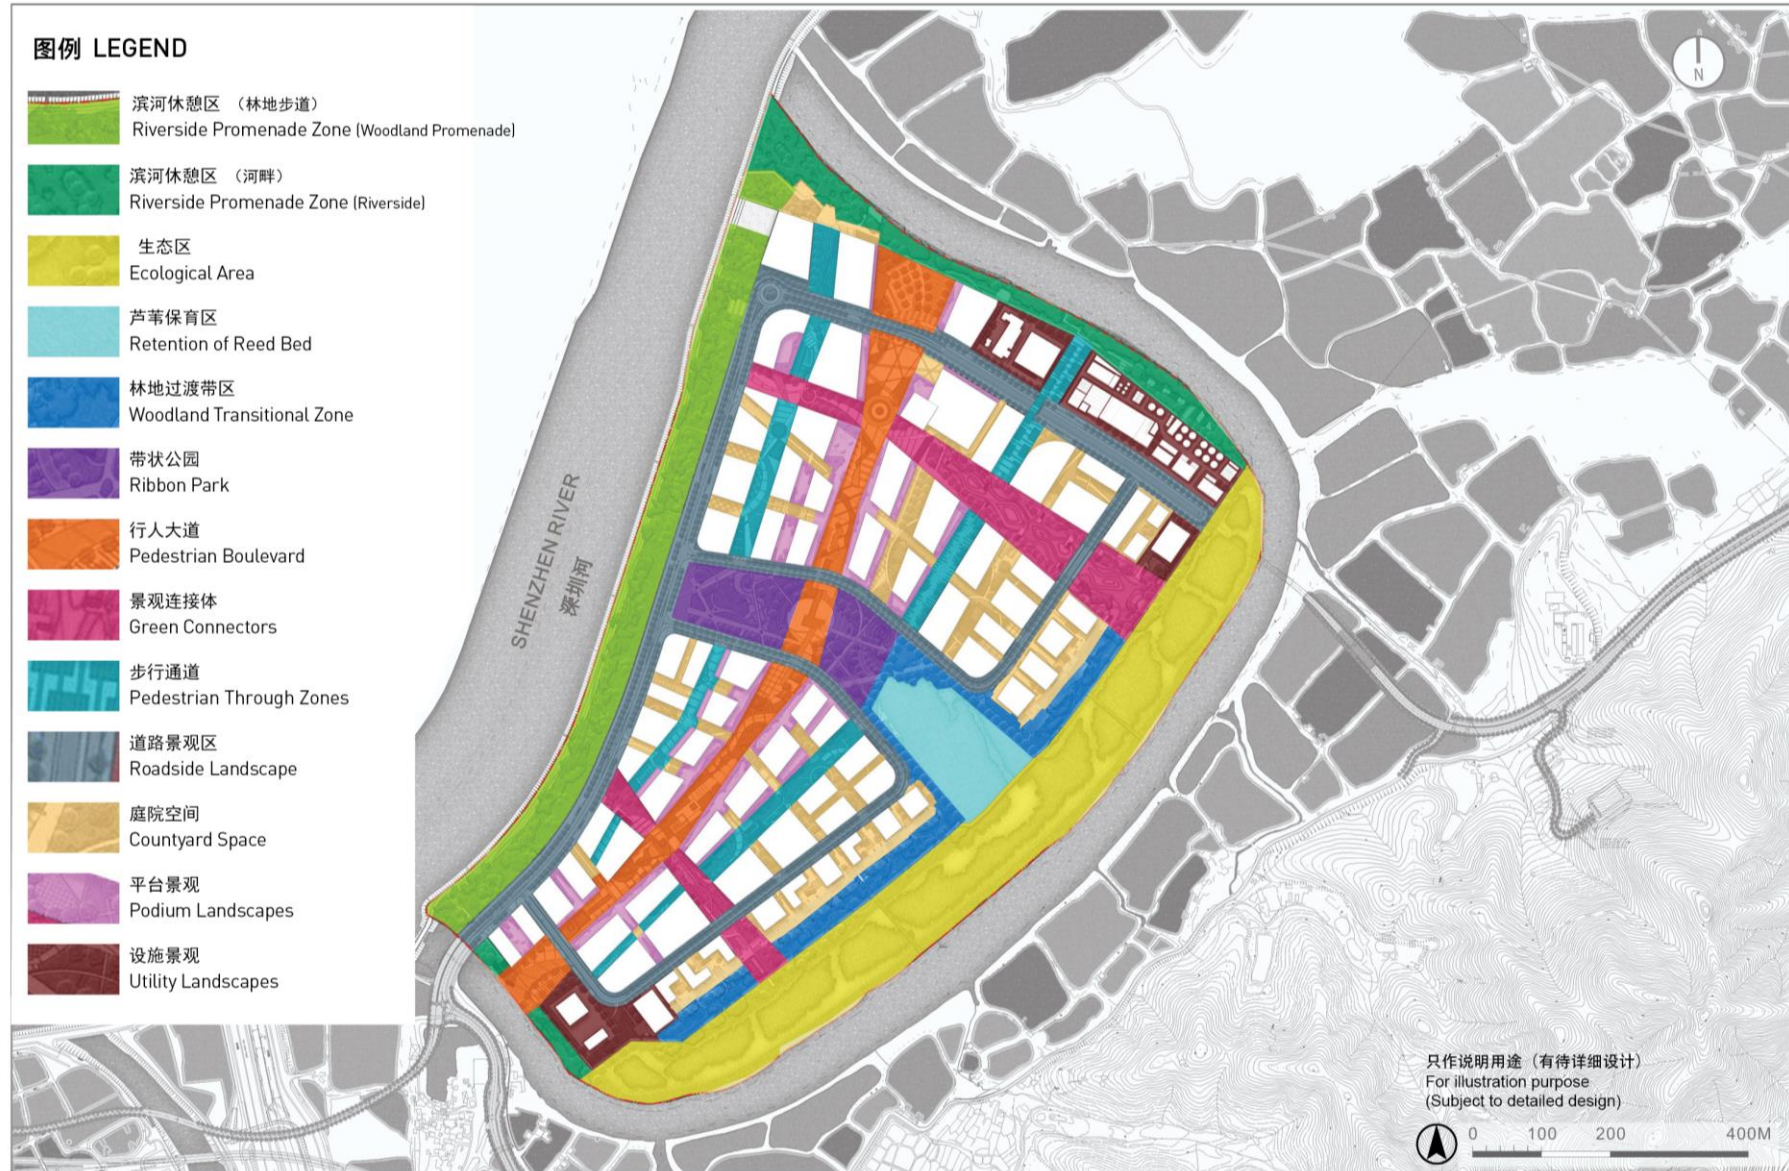 图例 LEGEND
滨河休憩区 （林地步道）
Riverside Promenade Zone (Woodland Promenade)
滨河休憩区 （河畔）
Riverside Promenade Zone (Riverside)
生态区
Ecological Area
芦苇保育区
Retention of Reed Bed
林地过渡带区
Woodland Transitional Zone
带状公园
Ribbon Park
行人大道
Pedestrian Boulevard
景观连接体
Green Connectors
步行通道
Pedestrian Through Zones
道路景观区
Roadside Landscape
庭院空间
Countyard Space
平台景观
Podium Landscapes
设施景观
Utility Landscapes
SHENZHEN RIVER
深圳河
N
只作说明用途（有待详细设计）
For illustration purpose
(Subject to detailed design)
0 100 200 400M